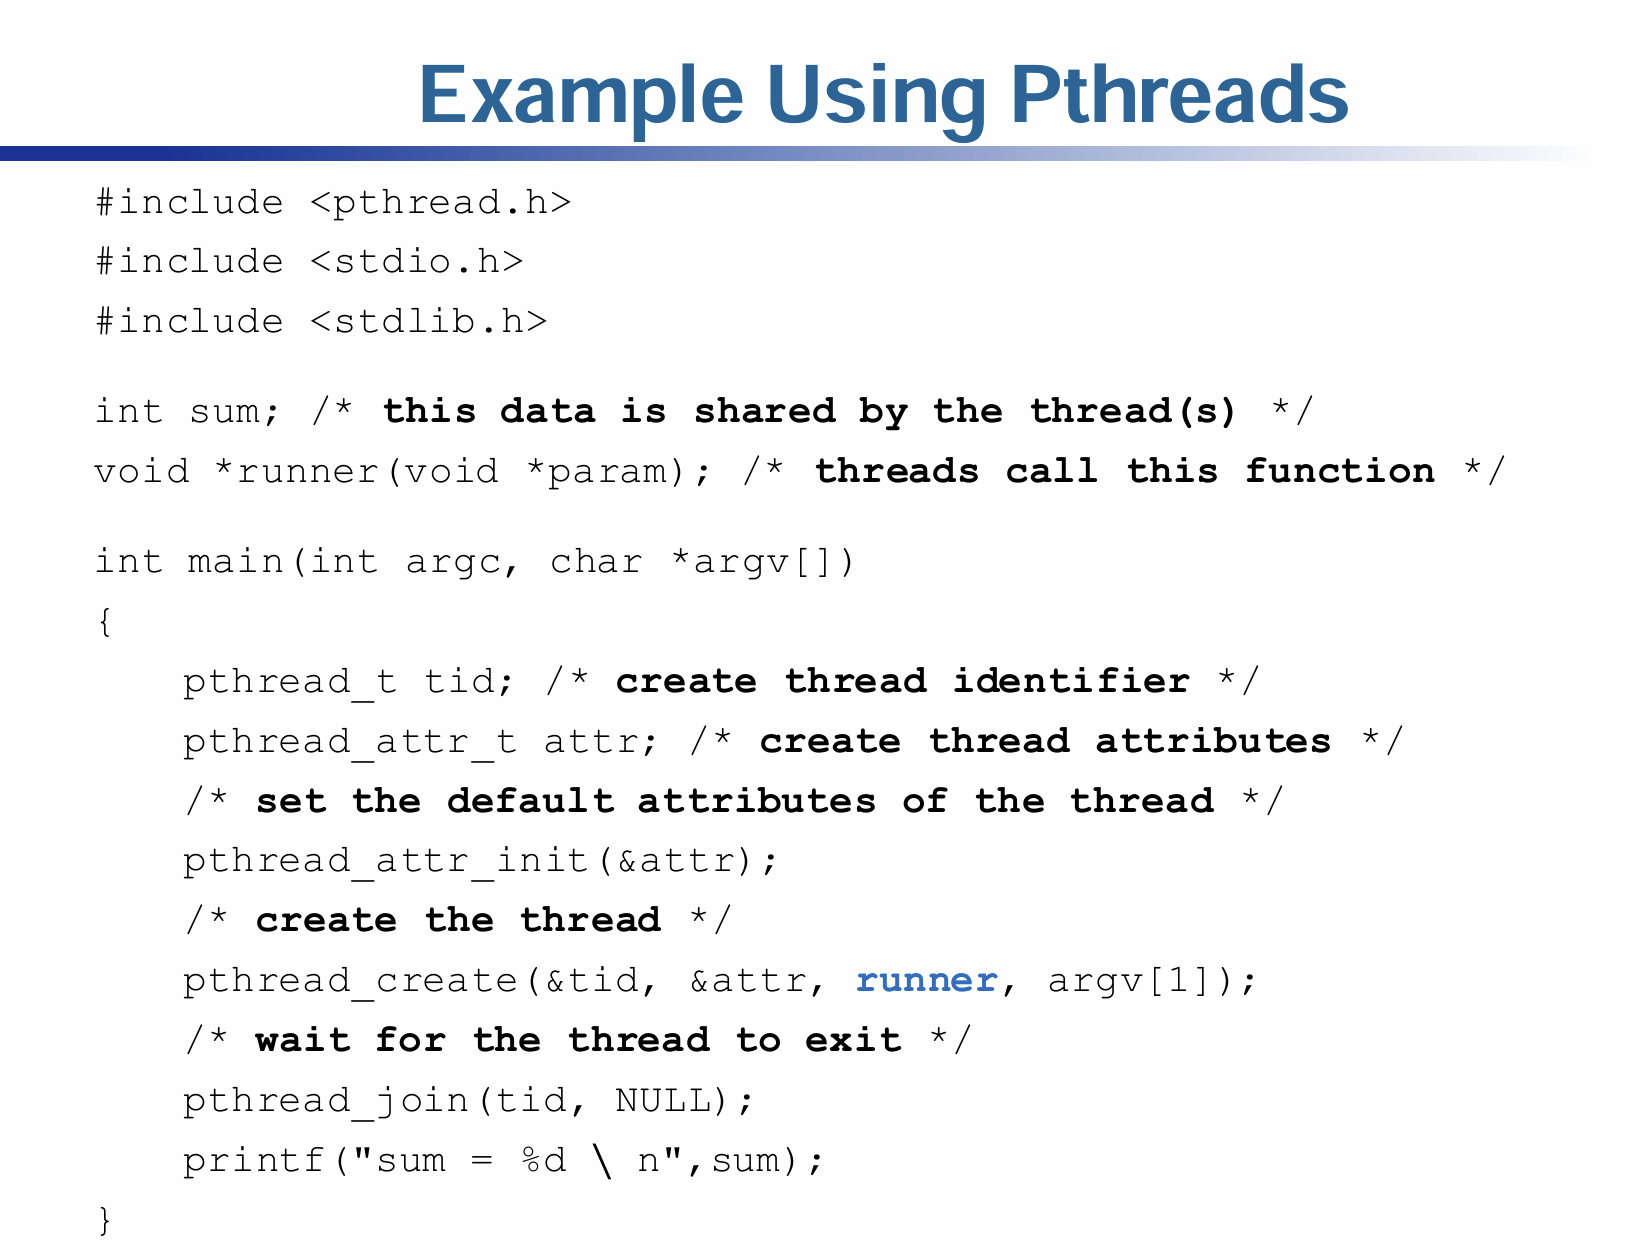 Example Using Pthreads
#include <pthread.h>
#include <stdio.h>
#include <stdlib.h>
int sum; /* this data is shared by the thread(s) */
void *runner(void *param); /* threads call this function */
int main(int argc, char *argv[])
{
pthread_t tid; /* create thread identifier */
pthread_attr_t attr; /* create thread attributes */
/* set the default attributes of the thread */
pthread_attr_init(&attr);
/* create the thread */
pthread_create(&tid, &attr, runner, argv[1]);
/* wait for the thread to exit */
pthread_join(tid, NULL);
printf("sum = %d \ n",sum);
}